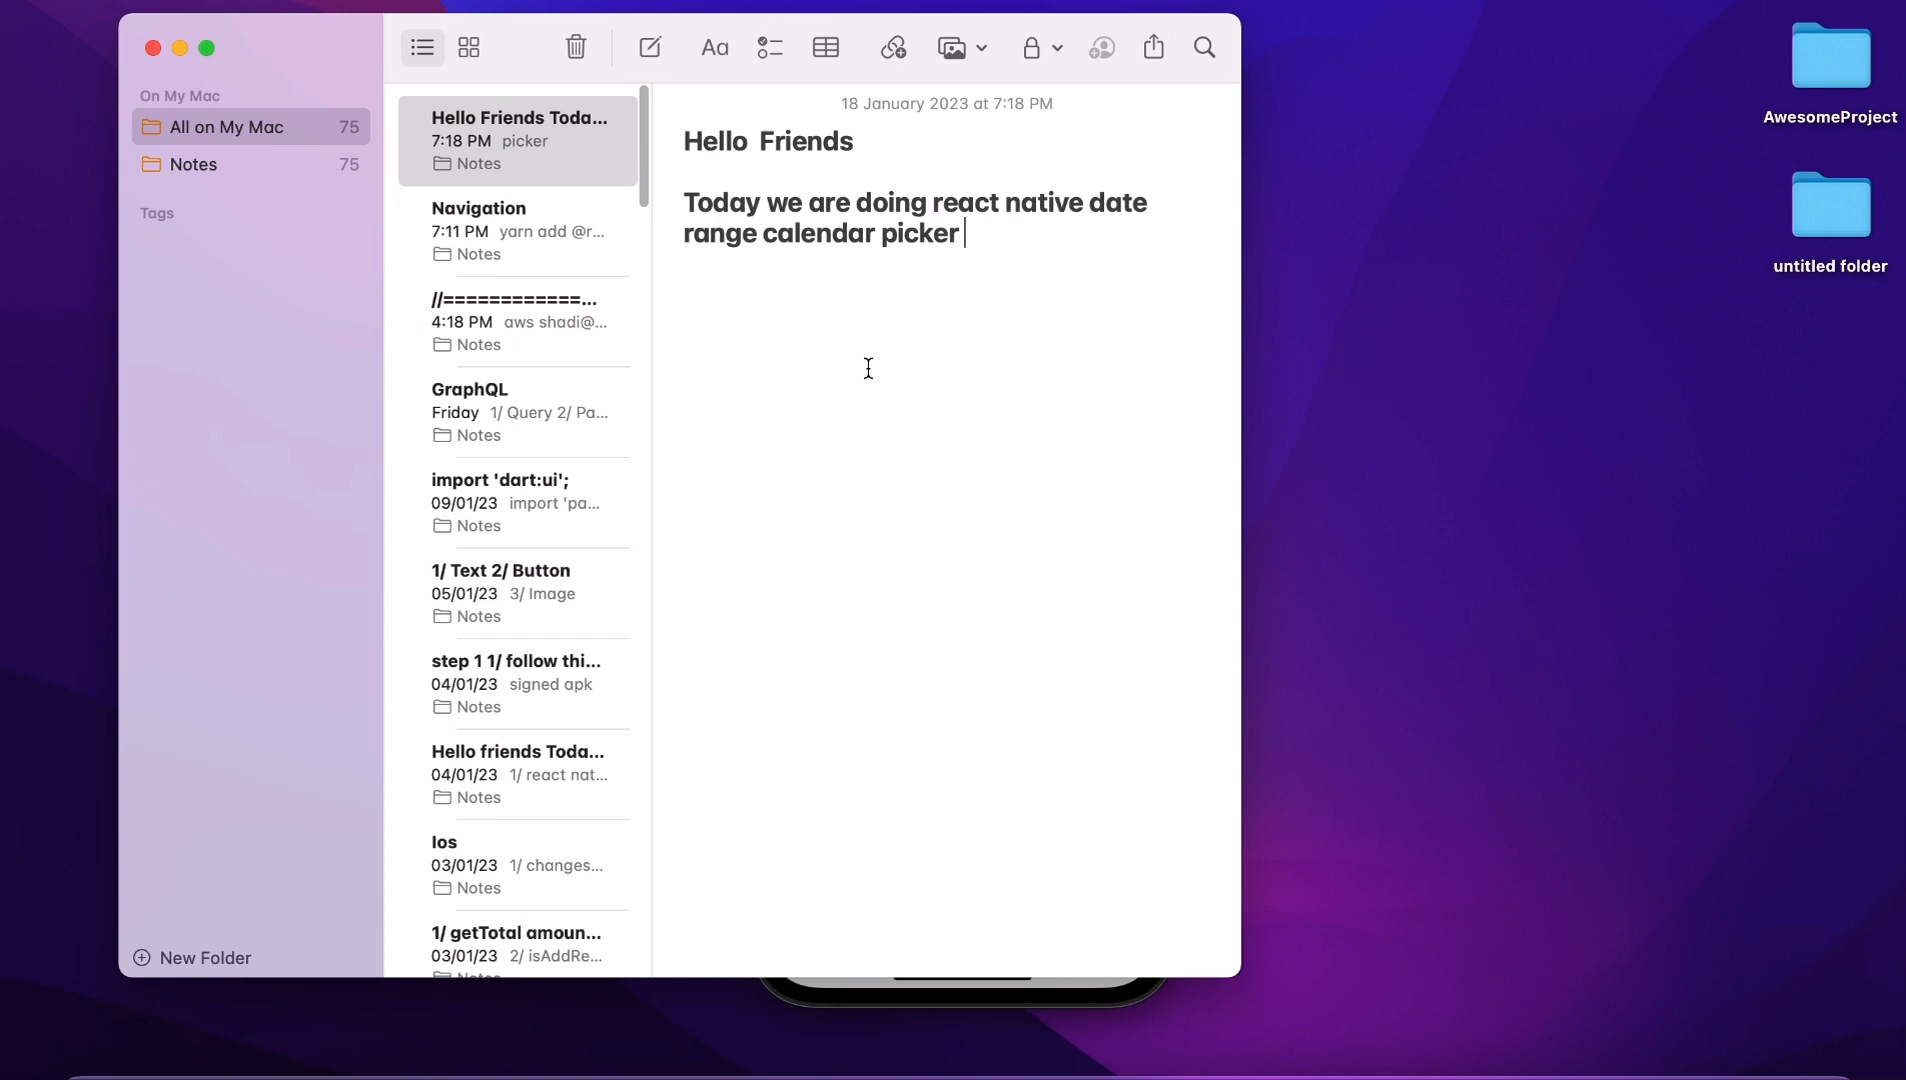 On My Mac
All on My Mac 75
Notes 75
Tags
New Folder
Aa
Hello Friends Toda...
7:18 PM picker
Notes
Navigation
7:11 PM yarn add @r...
Notes
//============...
4:18 PM aws shadi@...
Notes
GraphQL
Friday 1/ Query 2/ Pa...
Notes
import 'dart:ui';
09/01/23 import 'pa...
Notes
1/ Text 2/ Button
05/01/23 3/ Image
Notes
step 1 1/ follow thi...
04/01/23 signed apk
Notes
Hello friends Toda...
04/01/23 1/ react nat...
Notes
Ios
03/01/23 1/ changes...
Notes
1/ getTotal amoun...
03/01/23 2/ isAddRe...
Notes
18 January 2023 at 7:18 PM
Hello Friends
Today we are doing react native date
range calendar picker
AwesomeProject
untitled folder